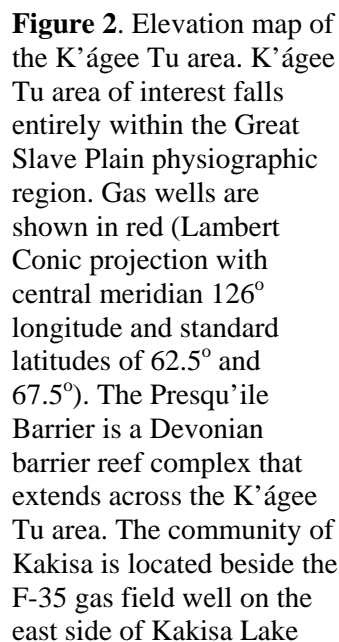 Figure 2. Elevation map of
the K’ágee Tu area. K’ágee
Tu area of interest falls
entirely within the Great
Slave Plain physiographic
region. Gas wells are
shown in red (Lambert
Conic projection with
central meridian 126°
longitude and standard
latitudes of 62.5° and
67.5°). The Presqu’ile
Barrier is a Devonian
barrier reef complex that
extends across the K’ágee
Tu area. The community of
Kakisa is located beside the
F-35 gas field well on the
east side of Kakisa Lake